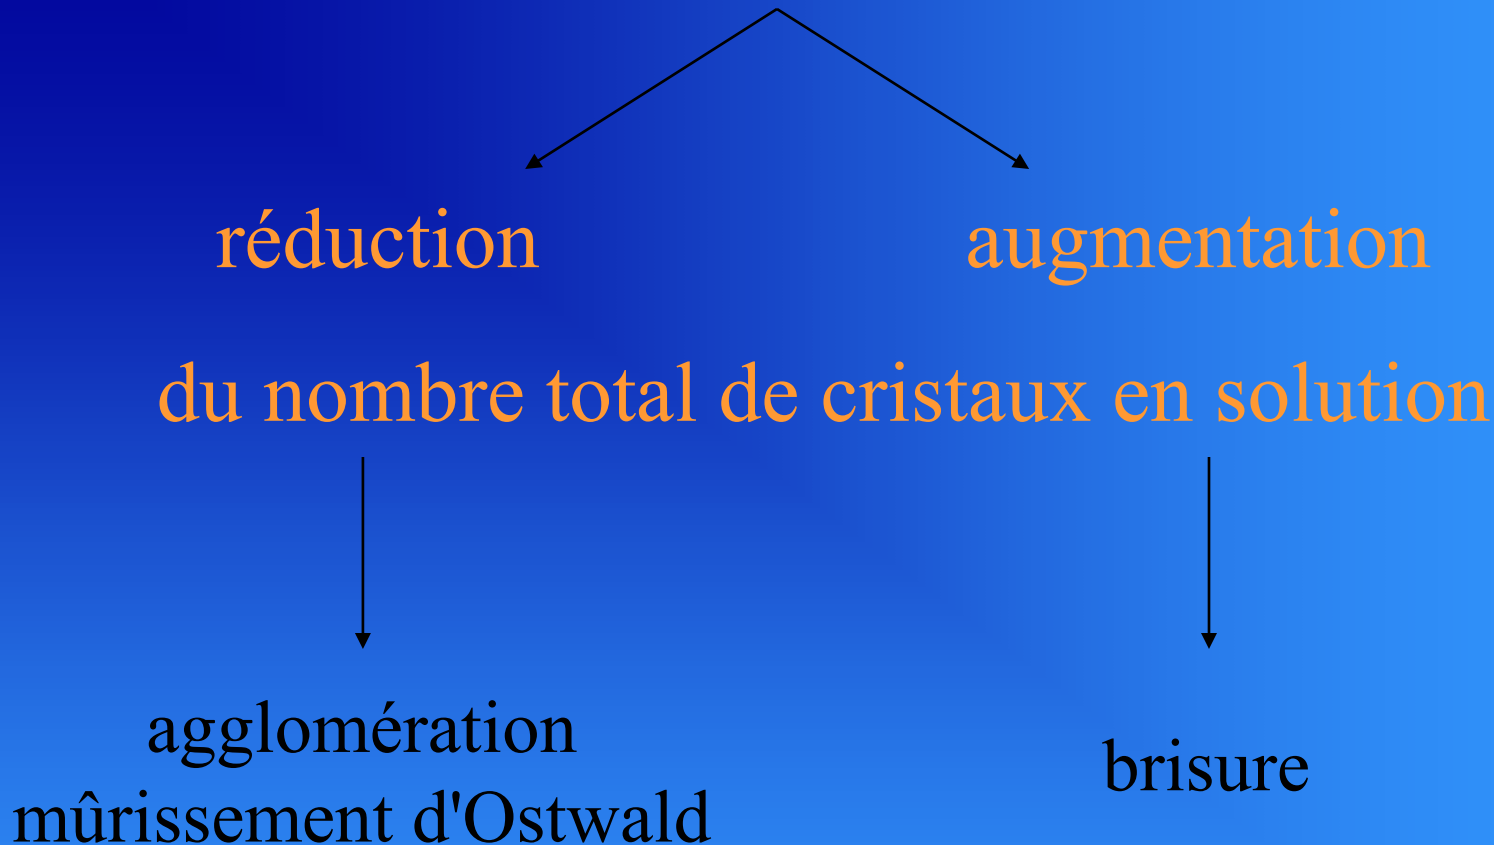 réduction augmentation
du nombre total de cristaux en solution
agglomération
mûrissement d'Ostwald
brisure